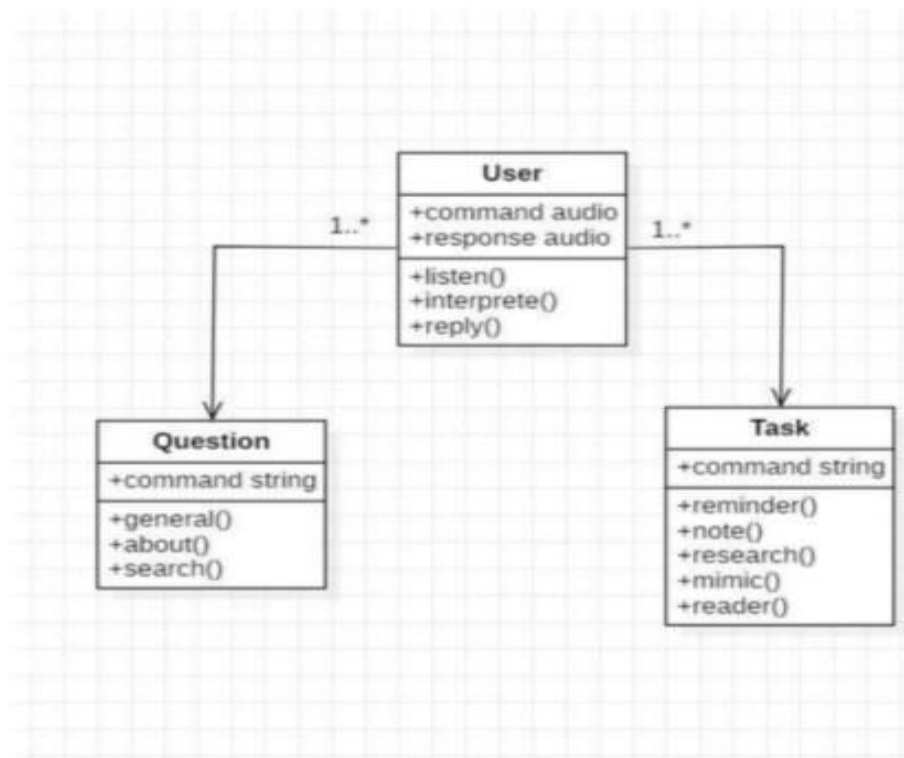 User
+command audio
+response audio
+listen()
+interprete()
+reply()
1..*
1..*
Question
+command string
+general()
+about()
+search()
Task
+command string
+reminder()
+note()
+research()
+mimic()
+reader()